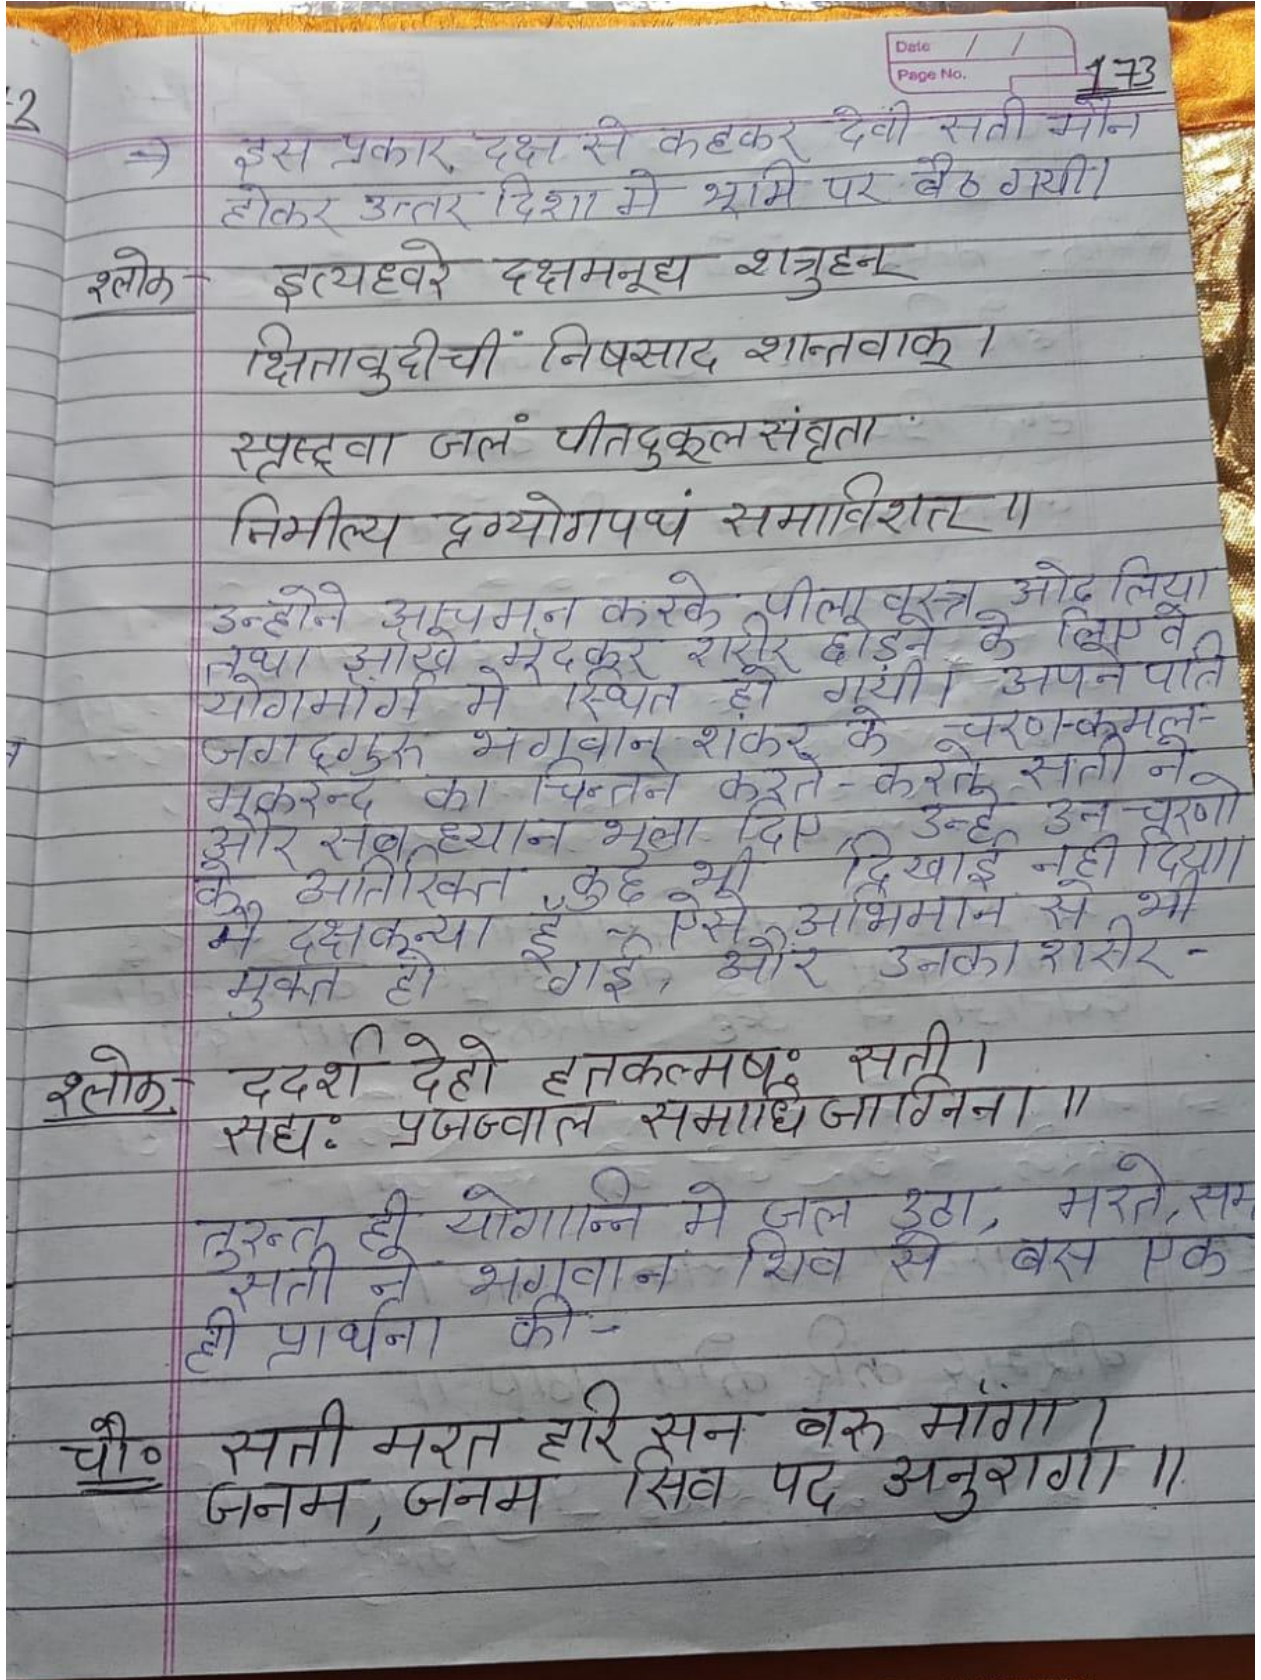 2
Date / /
Page No. 173
→ इस प्रकार दक्ष से कहकर देवी सती मौन
होकर उत्तर दिशा मे भूमि पर बैठ गयी।
श्लोक - इत्यध्वरे दक्षमनूद्य शत्रुहन्
क्षितावुदीचीं निषसाद शान्तवाक् ।
स्पृष्ट्वा जलं पीतदुकूल संवृता
निमील्य दृग्योगपथं समाविशत् ॥
उन्होने आचमन करके पीला वस्त्र ओढ लिया
तथा आंखे मूंदकर शरीर छोड़ने के लिए वे
योगमार्ग मे स्थित हो गयी। अपने पति
जगद्गुरु भगवान् शंकर के चरण-कमल-
मकरन्द का चिन्तन करते - करते सती ने
और सब ध्यान भुला दिए, उन्हे उन चरणो
के अतिरिक्त कुछ भी दिखाई नही दिया।
मै दक्षकन्या हूँ - ऐसे अभिमान से भी
मुक्त हो गई, और उनका शरीर -
श्लोक - ददर्श देहो हतकल्मषः सती ।
सद्यः प्रजज्वाल समाधिजाग्निना ॥
तुरन्त ही योगाग्नि मे जल उठा, मरते, सम
सती ने भगवान शिव से बस एक
ही प्रार्थना की -
चौ० सती मरत हरि सन बरु मांगा।
जनम, जनम सिव पद अनुरागा ॥